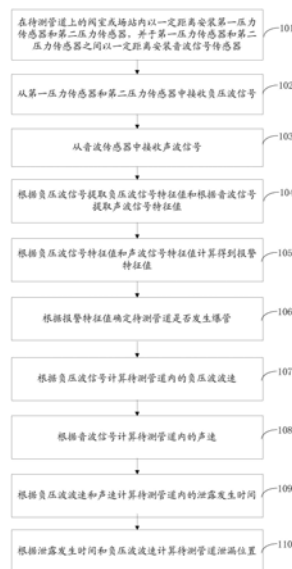 在待测管道上的阀室或场站内以一定距离安装第一压力
传感器和第二压力传感器，并于第一压力传感器和第二
压力传感器之间以一定距离安装音波信号传感器
101
从第一压力传感器和第二压力传感器中接收负压波信号
102
从音波传感器中接收声波信号
103
根据负压波信号提取负压波信号特征值和根据音波信号
提取声波信号特征值
104
根据负压波信号特征值和声波信号特征值计算得到报警
特征值
105
根据报警特征值确定待测管道是否发生爆管
106
根据负压波信号计算待测管道内的负压波波速
107
根据音波信号计算待测管道内的声速
108
根据负压波波速和声速计算待测管道内的泄露发生时间
109
根据泄露发生时间和负压波波速计算待测管道泄漏位置
110